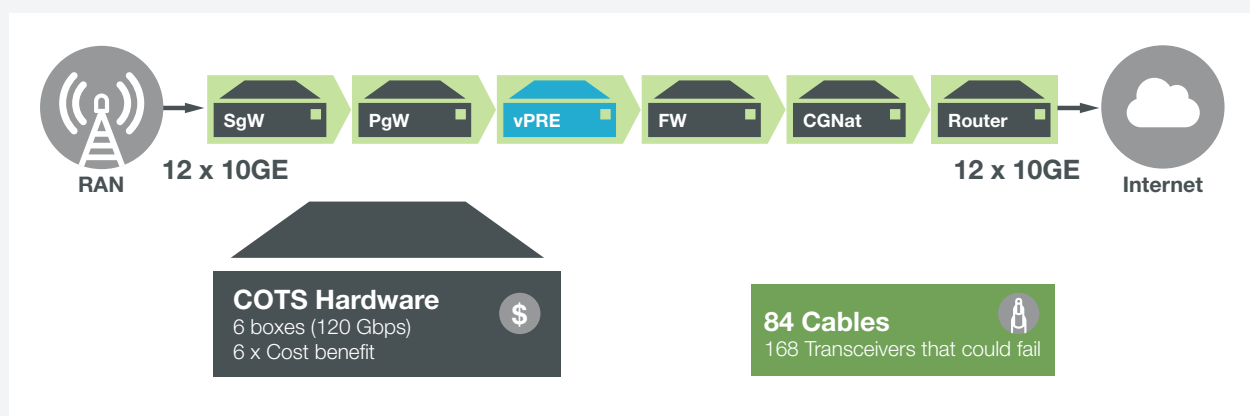 SgW
PgW
vPRE
FW
CGNat
Router
12 x 10GE
12 x 10GE
RAN
Internet
COTS Hardware
$
6 boxes (120 Gbps)
6 x Cost benefit
84 Cables
168 Transceivers that could fail